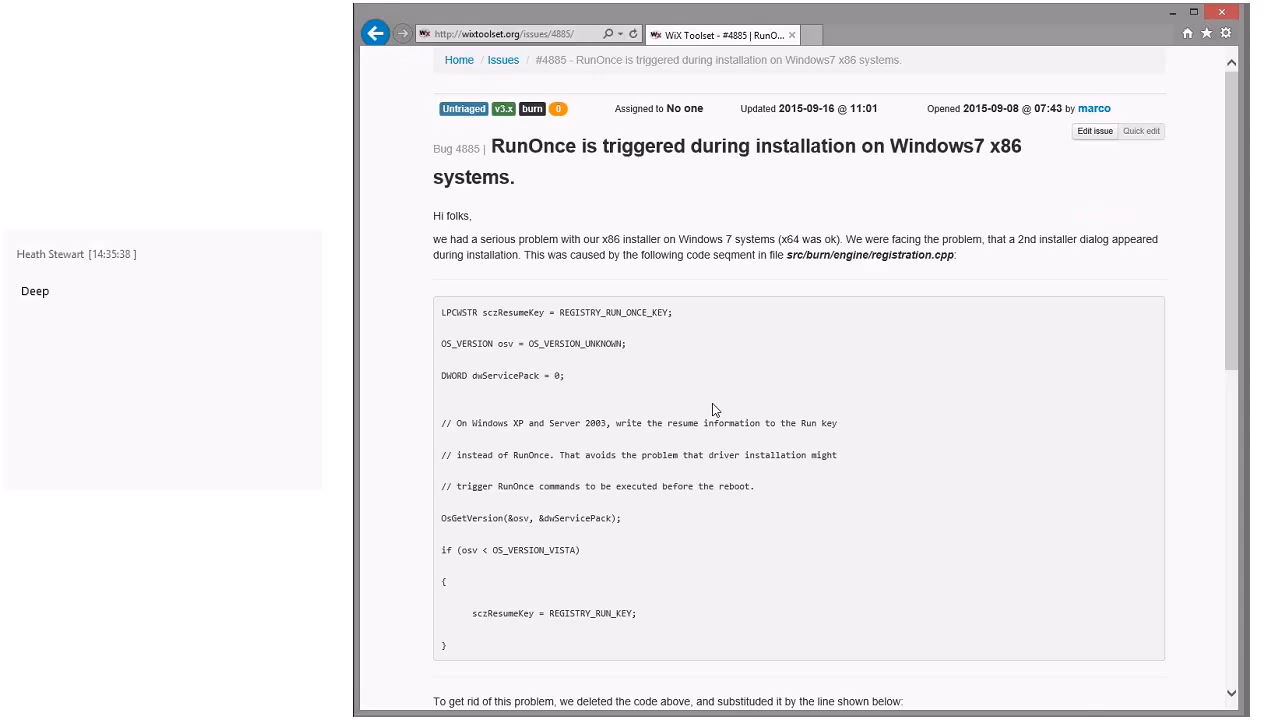 http://wixtoolset.org/issues/4885/
WiX Toolset - #4885 | RunO...
Home / Issues / #4885 - RunOnce is triggered during installation on Windows7 x86 systems.
Untriaged v3.x burn 0 Assigned to No one Updated 2015-09-16 @ 11:01 Opened 2015-09-08 @ 07:43 by marco
Edit issue Quick edit
Bug 4885 | RunOnce is triggered during installation on Windows7 x86
systems.
Hi folks,
we had a serious problem with our x86 installer on Windows 7 systems (x64 was ok). We were facing the problem, that a 2nd installer dialog appeared
during installation. This was caused by the following code seqment in file src/burn/engine/registration.cpp:
LPCWSTR sczResumeKey = REGISTRY_RUN_ONCE_KEY;
OS_VERSION osv = OS_VERSION_UNKNOWN;
DWORD dwServicePack = 0;
// On Windows XP and Server 2003, write the resume information to the Run key
// instead of RunOnce. That avoids the problem that driver installation might
// trigger RunOnce commands to be executed before the reboot.
OsGetVersion(&osv, &dwServicePack);
if (osv < OS_VERSION_VISTA)
{
sczResumeKey = REGISTRY_RUN_KEY;
}
To get rid of this problem, we deleted the code above, and substituded it by the line shown below:
Heath Stewart [14:35:38 ]
Deep